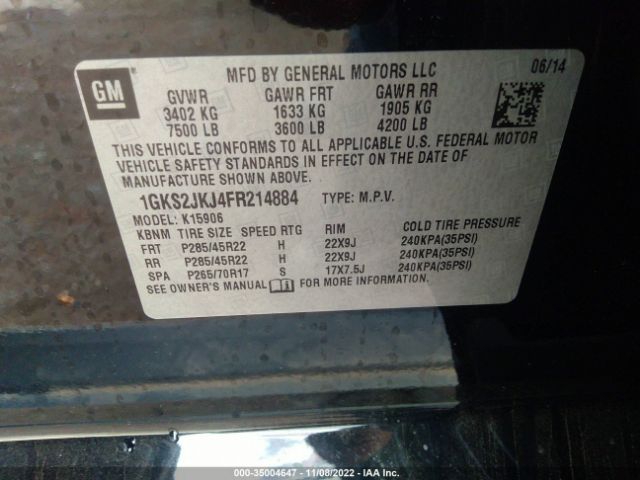 GM
MFD BY GENERAL MOTORS LLC 06/14
GVWR GAWR FRT GAWR RR
3402 KG 1633 KG 1905 KG
7500 LB 3600 LB 4200 LB
THIS VEHICLE CONFORMS TO ALL APPLICABLE U.S. FEDERAL MOTOR
VEHICLE SAFETY STANDARDS IN EFFECT ON THE DATE OF
MANUFACTURE SHOWN ABOVE.
1GKS2JKJ4FR214884 TYPE: M.P.V.
MODEL: K15906
KBNM TIRE SIZE SPEED RTG RIM COLD TIRE PRESSURE
FRT P285/45R22 H 22X9J 240KPA(35PSI)
RR P285/45R22 H 22X9J 240KPA(35PSI)
SPA P265/70R17 S 17X7.5J 240KPA(35PSI)
SEE OWNER'S MANUAL FOR MORE INFORMATION.
000-35004647 - 11/08/2022 - IAA Inc.